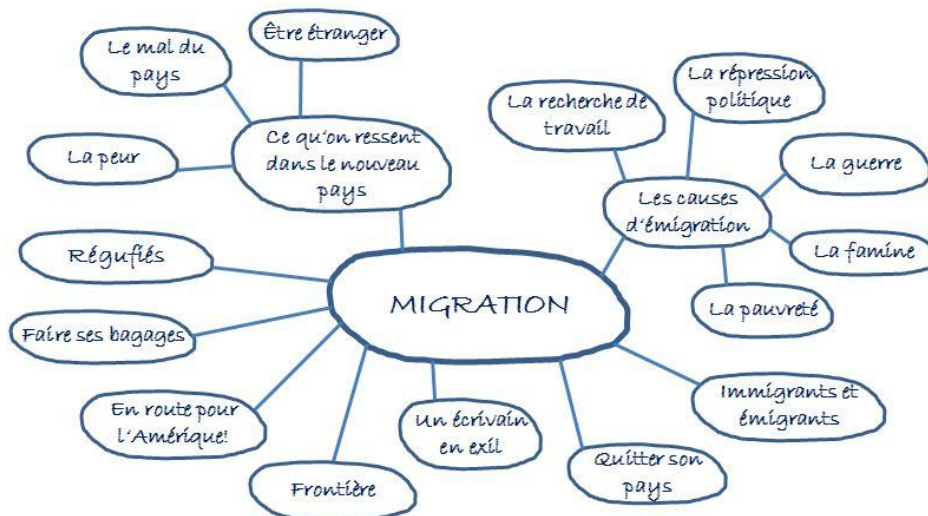 Être étranger
Le mal du
pays
Ce qu'on ressent
dans le nouveau
pays
La peur
La recherche de
travail
La répression
politique
La guerre
Les causes
d'émigration
La famine
La pauvreté
Régufiés
MIGRATION
Faire ses bagages
En route pour
l'Amérique!
Frontière
Un écrivain
en exil
Quitter son
pays
Immigrants et
émigrants